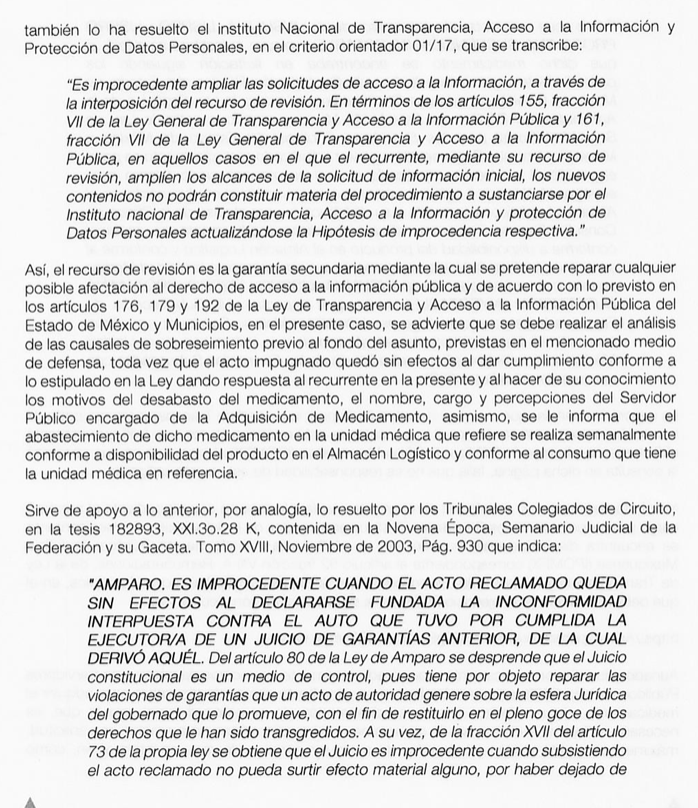 también lo ha resuelto el instituto Nacional de Transparencia, Acceso a la Información y
Protección de Datos Personales, en el criterio orientador 01/17, que se transcribe:
“Es improcedente ampliar las solicitudes de acceso a la Información, a través de
la interposición del recurso de revisión. En términos de los artículos 155, fracción
VII de la Ley General de Transparencia y Acceso a la Información Pública y 161,
fracción VII de la Ley General de Transparencia y Acceso a la Información
Pública, en aquellos casos en el que el recurrente, mediante su recurso de
revisión, amplíen los alcances de la solicitud de información inicial, los nuevos
contenidos no podrán constituir materia del procedimiento a sustanciarse por el
Instituto nacional de Transparencia, Acceso a la Información y protección de
Datos Personales actualizándose la Hipótesis de improcedencia respectiva.”
Así, el recurso de revisión es la garantía secundaria mediante la cual se pretende reparar cualquier
posible afectación al derecho de acceso a la información pública y de acuerdo con lo previsto en
los artículos 176, 179 y 192 de la Ley de Transparencia y Acceso a la Información Pública del
Estado de México y Municipios, en el presente caso, se advierte que se debe realizar el análisis
de las causales de sobreseimiento previo al fondo del asunto, previstas en el mencionado medio
de defensa, toda vez que el acto impugnado quedó sin efectos al dar cumplimiento conforme a
lo estipulado en la Ley dando respuesta al recurrente en la presente y al hacer de su conocimiento
los motivos del desabasto del medicamento, el nombre, cargo y percepciones del Servidor
Público encargado de la Adquisición de Medicamento, asimismo, se le informa que el
abastecimiento de dicho medicamento en la unidad médica que refiere se realiza semanalmente
conforme a disponibilidad del producto en el Almacén Logístico y conforme al consumo que tiene
la unidad médica en referencia.
Sirve de apoyo a lo anterior, por analogía, lo resuelto por los Tribunales Colegiados de Circuito,
en la tesis 182893, XXI.3o.28 K, contenida en la Novena Época, Semanario Judicial de la
Federación y su Gaceta. Tomo XVIII, Noviembre de 2003, Pág. 930 que indica:
"AMPARO. ES IMPROCEDENTE CUANDO EL ACTO RECLAMADO QUEDA
SIN EFECTOS AL DECLARARSE FUNDADA LA INCONFORMIDAD
INTERPUESTA CONTRA EL AUTO QUE TUVO POR CUMPLIDA LA
EJECUTOR/A DE UN JUICIO DE GARANTÍAS ANTERIOR, DE LA CUAL
DERIVÓ AQUÉL. Del artículo 80 de la Ley de Amparo se desprende que el Juicio
constitucional es un medio de control, pues tiene por objeto reparar las
violaciones de garantías que un acto de autoridad genere sobre la esfera Jurídica
del gobernado que lo promueve, con el fin de restituirlo en el pleno goce de los
derechos que le han sido transgredidos. A su vez, de la fracción XVII del artículo
73 de la propia ley se obtiene que el Juicio es improcedente cuando subsistiendo
el acto reclamado no pueda surtir efecto material alguno, por haber dejado de